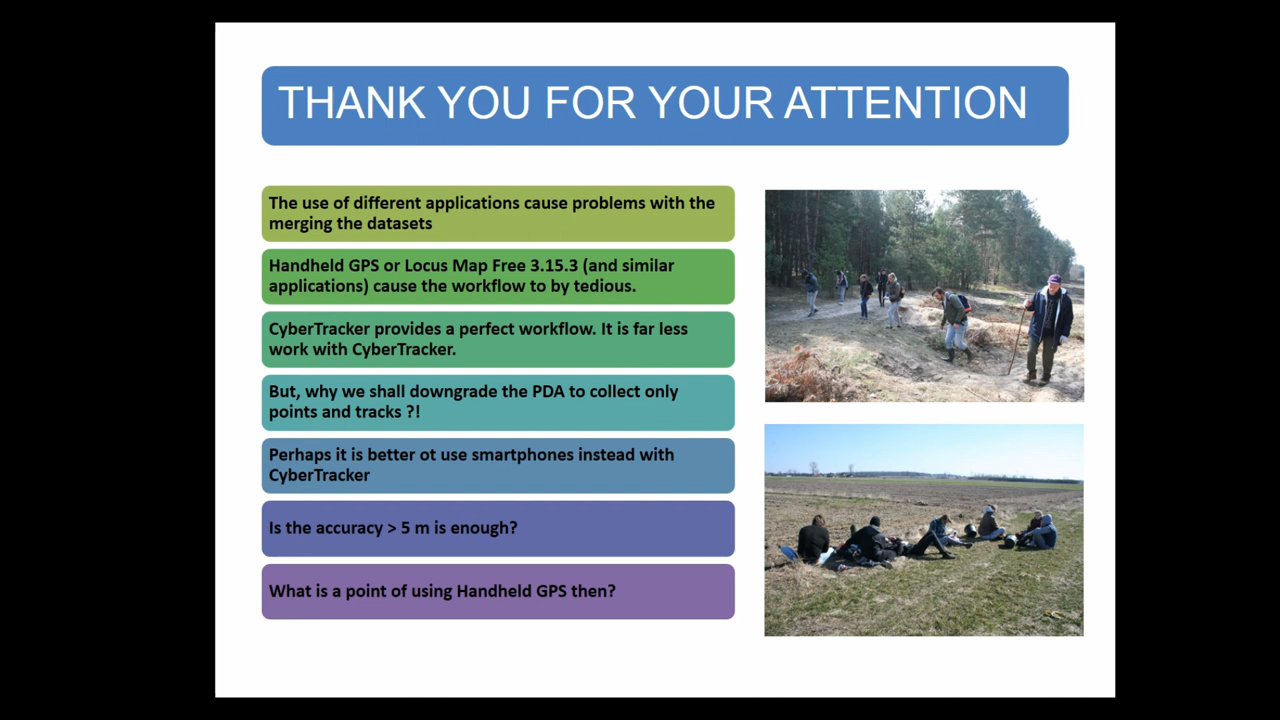 THANK YOU FOR YOUR ATTENTION
The use of different applications cause problems with the
merging the datasets
Handheld GPS or Locus Map Free 3.15.3 (and similar
applications) cause the workflow to by tedious.
CyberTracker provides a perfect workflow. It is far less
work with CyberTracker.
But, why we shall downgrade the PDA to collect only
points and tracks ?!
Perhaps it is better ot use smartphones instead with
CyberTracker
Is the accuracy > 5 m is enough?
What is a point of using Handheld GPS then?